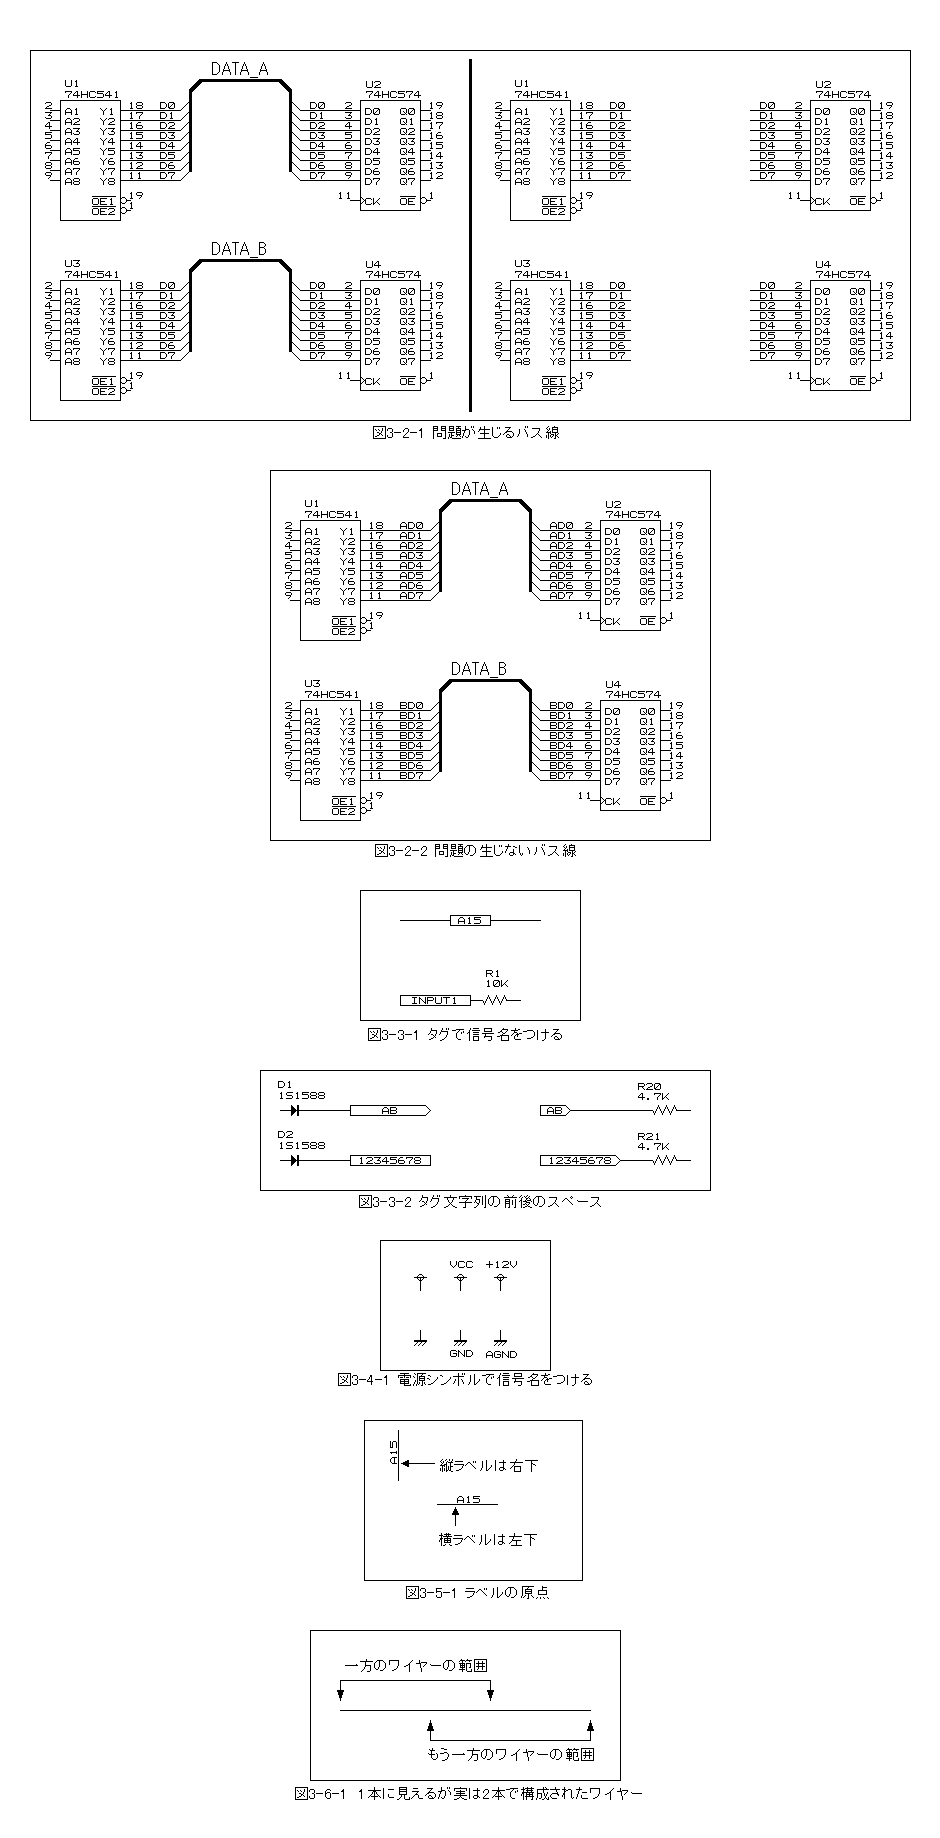 DATA_A
U1
74HC541
2 A1 Y1 18 D0
3 A2 Y2 17 D1
4 A3 Y3 16 D2
5 A4 Y4 15 D3
6 A5 Y5 14 D4
7 A6 Y6 13 D5
8 A7 Y7 12 D6
9 A8 Y8 11 D7
OE1 19
OE2 1
U2
74HC574
D0 2 D0 Q0 19
D1 3 D1 Q1 18
D2 4 D2 Q2 17
D3 5 D3 Q3 16
D4 6 D4 Q4 15
D5 7 D5 Q5 14
D6 8 D6 Q6 13
D7 9 D7 Q7 12
11 CK OE 1
DATA_B
U3
74HC541
2 A1 Y1 18 D0
3 A2 Y2 17 D1
4 A3 Y3 16 D2
5 A4 Y4 15 D3
6 A5 Y5 14 D4
7 A6 Y6 13 D5
8 A7 Y7 12 D6
9 A8 Y8 11 D7
OE1 19
OE2 1
U4
74HC574
D0 2 D0 Q0 19
D1 3 D1 Q1 18
D2 4 D2 Q2 17
D3 5 D3 Q3 16
D4 6 D4 Q4 15
D5 7 D5 Q5 14
D6 8 D6 Q6 13
D7 9 D7 Q7 12
11 CK OE 1
U1
74HC541
2 A1 Y1 18 D0
3 A2 Y2 17 D1
4 A3 Y3 16 D2
5 A4 Y4 15 D3
6 A5 Y5 14 D4
7 A6 Y6 13 D5
8 A7 Y7 12 D6
9 A8 Y8 11 D7
OE1 19
OE2 1
U2
74HC574
D0 2 D0 Q0 19
D1 3 D1 Q1 18
D2 4 D2 Q2 17
D3 5 D3 Q3 16
D4 6 D4 Q4 15
D5 7 D5 Q5 14
D6 8 D6 Q6 13
D7 9 D7 Q7 12
11 CK OE 1
U3
74HC541
2 A1 Y1 18 D0
3 A2 Y2 17 D1
4 A3 Y3 16 D2
5 A4 Y4 15 D3
6 A5 Y5 14 D4
7 A6 Y6 13 D5
8 A7 Y7 12 D6
9 A8 Y8 11 D7
OE1 19
OE2 1
U4
74HC574
D0 2 D0 Q0 19
D1 3 D1 Q1 18
D2 4 D2 Q2 17
D3 5 D3 Q3 16
D4 6 D4 Q4 15
D5 7 D5 Q5 14
D6 8 D6 Q6 13
D7 9 D7 Q7 12
11 CK OE 1
図3-2-1 問題が生じるバス線
DATA_A
U1
74HC541
2 A1 Y1 18 AD0
3 A2 Y2 17 AD1
4 A3 Y3 16 AD2
5 A4 Y4 15 AD3
6 A5 Y5 14 AD4
7 A6 Y6 13 AD5
8 A7 Y7 12 AD6
9 A8 Y8 11 AD7
OE1 19
OE2 1
U2
74HC574
AD0 2 D0 Q0 19
AD1 3 D1 Q1 18
AD2 4 D2 Q2 17
AD3 5 D3 Q3 16
AD4 6 D4 Q4 15
AD5 7 D5 Q5 14
AD6 8 D6 Q6 13
AD7 9 D7 Q7 12
11 CK OE 1
DATA_B
U3
74HC541
2 A1 Y1 18 BD0
3 A2 Y2 17 BD1
4 A3 Y3 16 BD2
5 A4 Y4 15 BD3
6 A5 Y5 14 BD4
7 A6 Y6 13 BD5
8 A7 Y7 12 BD6
9 A8 Y8 11 BD7
OE1 19
OE2 1
U4
74HC574
BD0 2 D0 Q0 19
BD1 3 D1 Q1 18
BD2 4 D2 Q2 17
BD3 5 D3 Q3 16
BD4 6 D4 Q4 15
BD5 7 D5 Q5 14
BD6 8 D6 Q6 13
BD7 9 D7 Q7 12
11 CK OE 1
図3-2-2 問題の生じないバス線
A15
R1
10K
INPUT1
図3-3-1 タグで信号名をつける
D1
1S1588
AB
AB
R20
4.7K
D2
1S1588
12345678
12345678
R21
4.7K
図3-3-2 タグ文字列の前後のスペース
VCC +12V
GND AGND
図3-4-1 電源シンボルで信号名をつける
A15
縦ラベルは右下
A15
横ラベルは左下
図3-5-1 ラベルの原点
一方のワイヤーの範囲
もう一方のワイヤーの範囲
図3-6-1 1本に見えるが実は2本で構成されたワイヤー